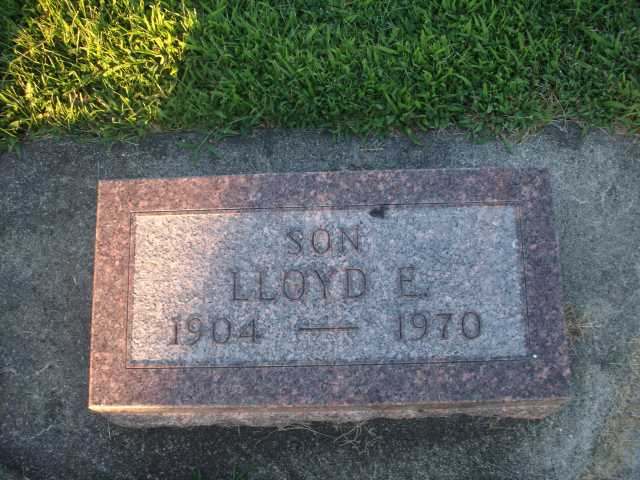 SON
LLOYD E.
1904 — 1970